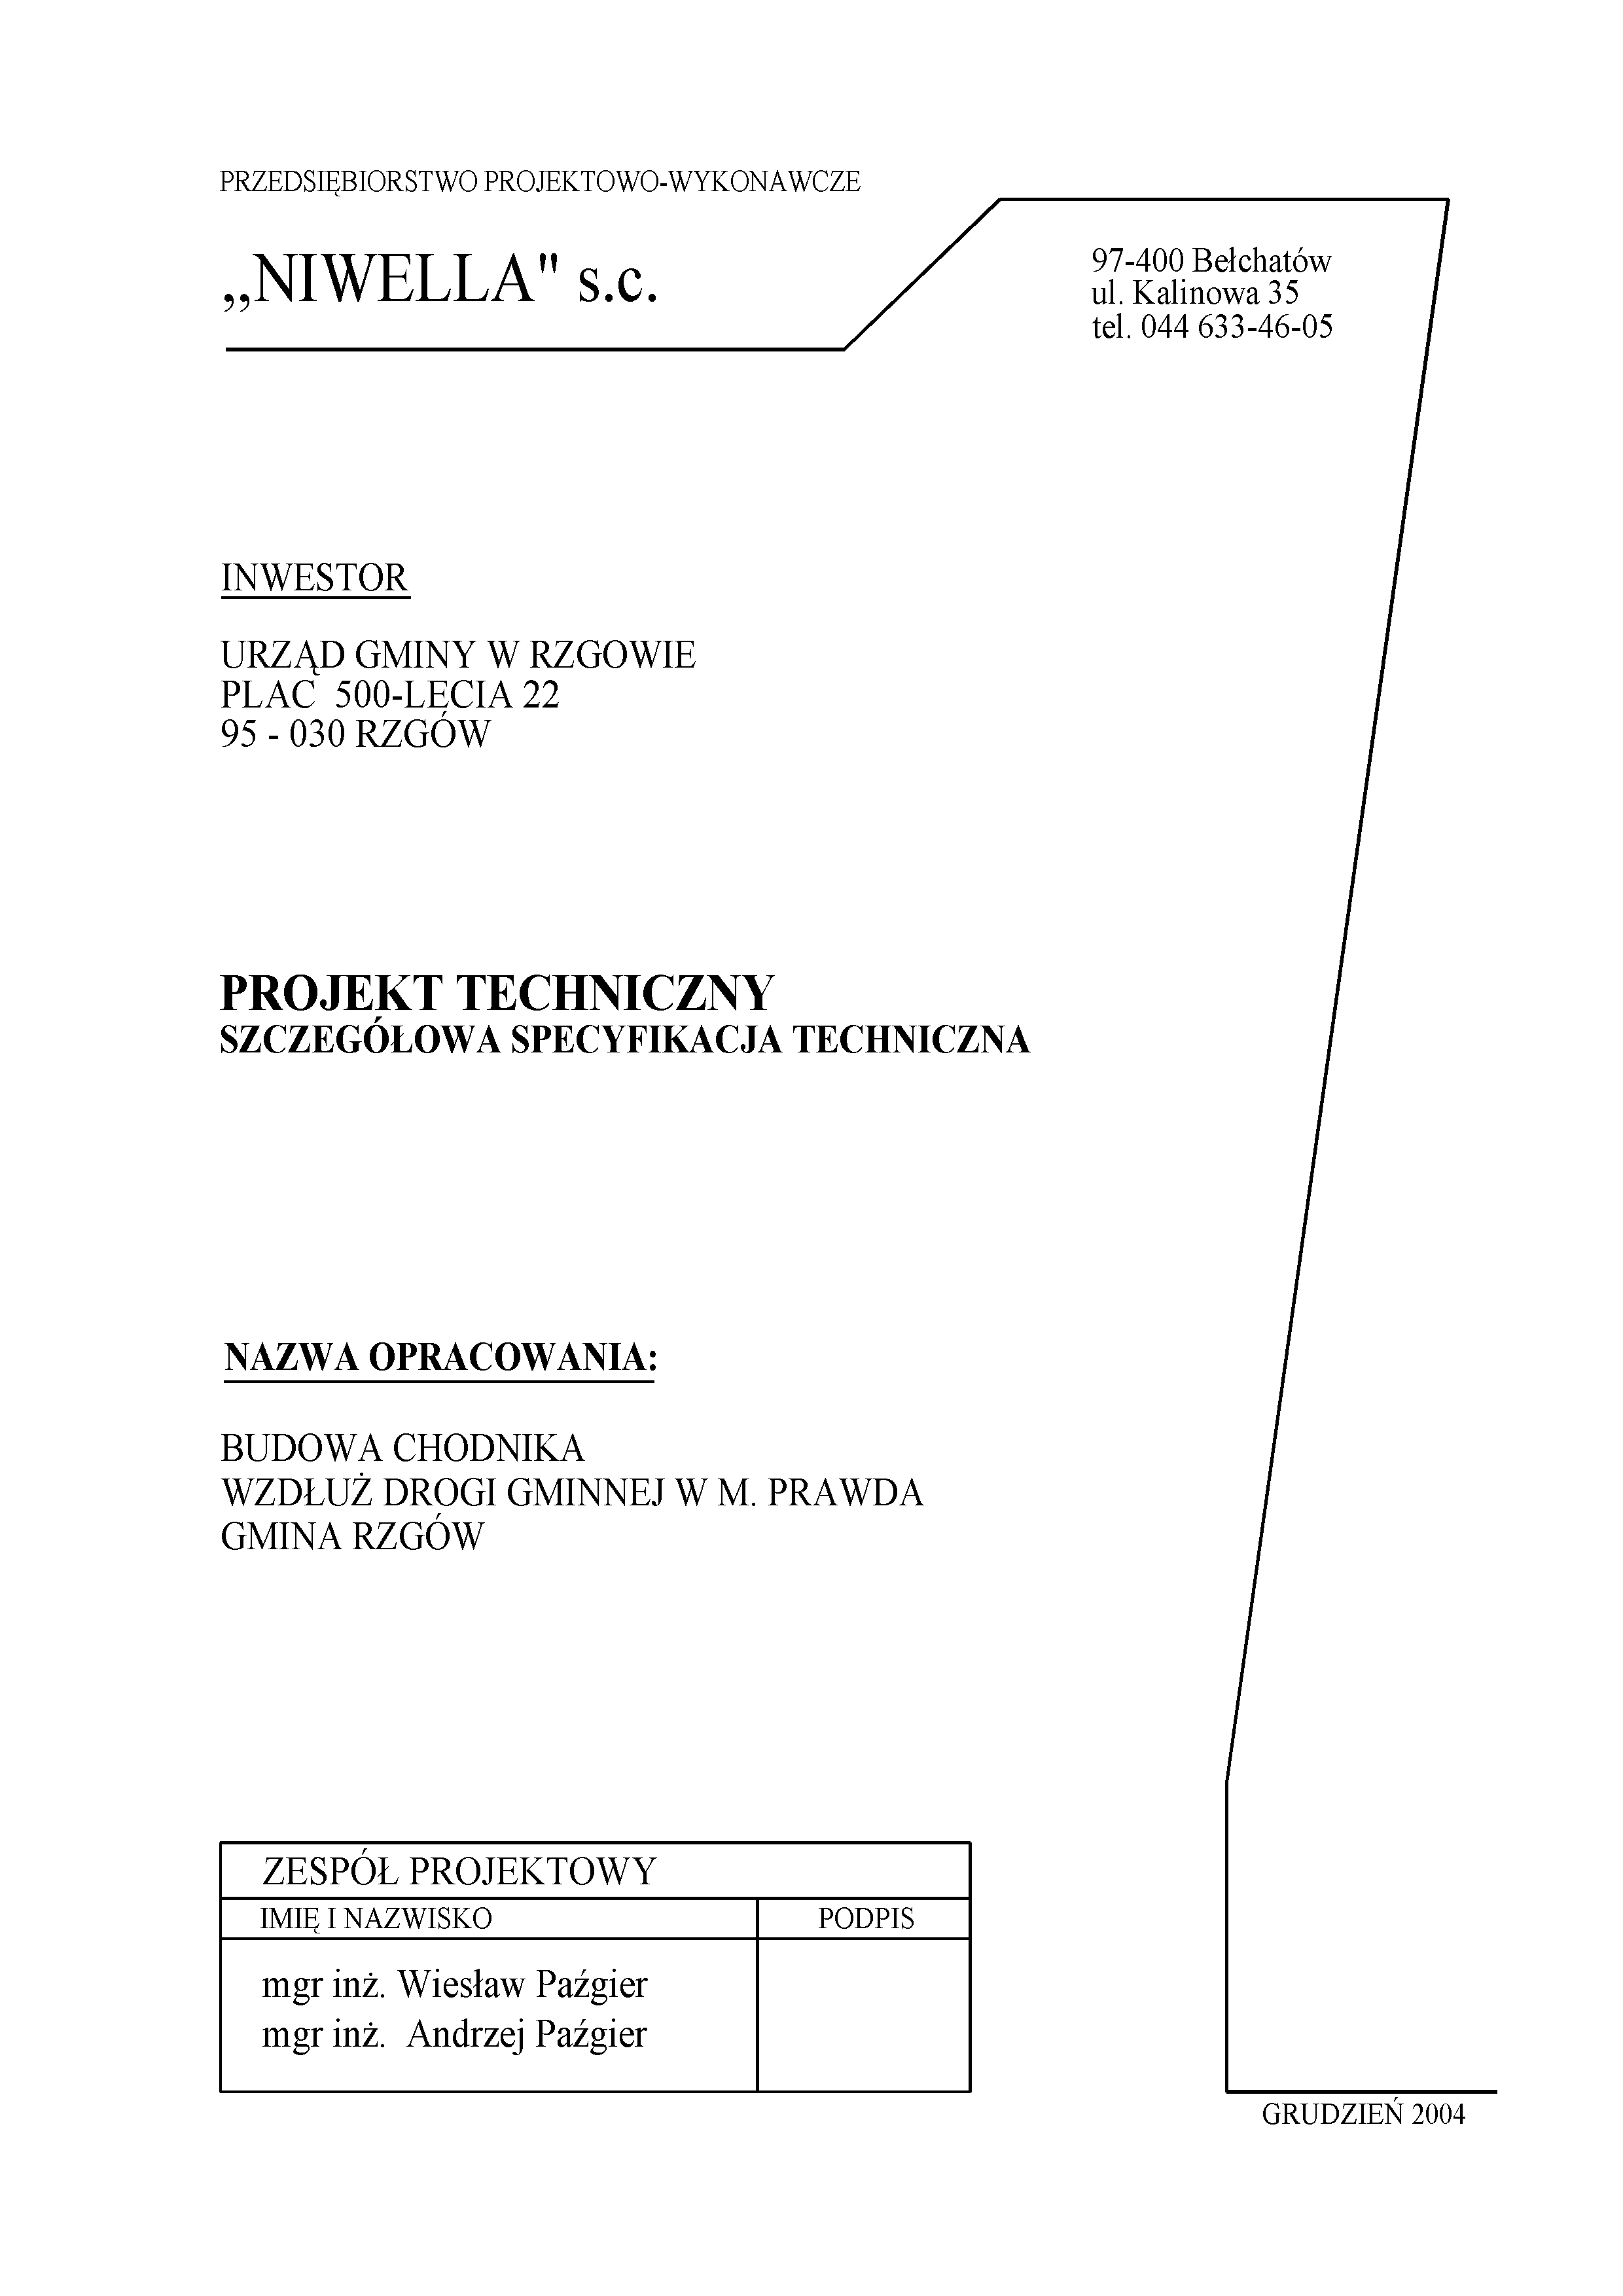 PRZEDSIĘBIORSTWO PROJEKTOWO-WYKONAWCZE
„NIWELLA" s.c.
97-400 Bełchatów
ul. Kalinowa 35
tel. 044 633-46-05
INWESTOR
URZĄD GMINY W RZGOWIE
PLAC 500-LECIA 22
95 - 030 RZGÓW
PROJEKT TECHNICZNY
SZCZEGÓŁOWA SPECYFIKACJA TECHNICZNA
NAZWA OPRACOWANIA:
BUDOWA CHODNIKA
WZDŁUŻ DROGI GMINNEJ W M. PRAWDA
GMINA RZGÓW
ZESPÓŁ PROJEKTOWY
IMIĘ I NAZWISKO PODPIS
mgr inż. Wiesław Paźgier
mgr inż. Andrzej Paźgier
GRUDZIEŃ 2004